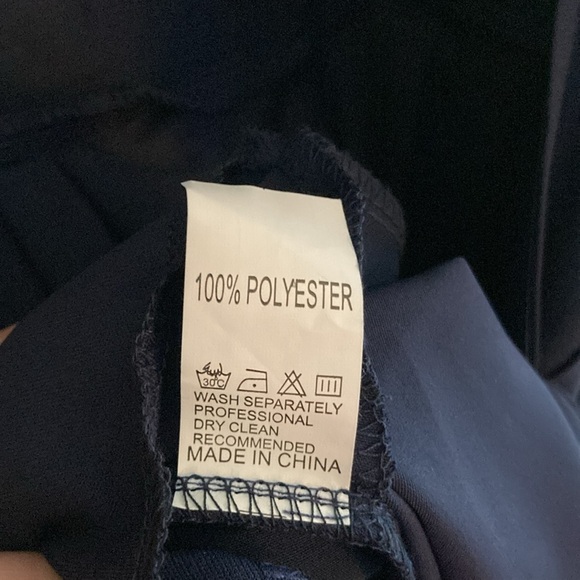 100% POLYESTER
30°C
WASH SEPARATELY
PROFESSIONAL
DRY CLEAN
RECOMMENDED
MADE IN CHINA